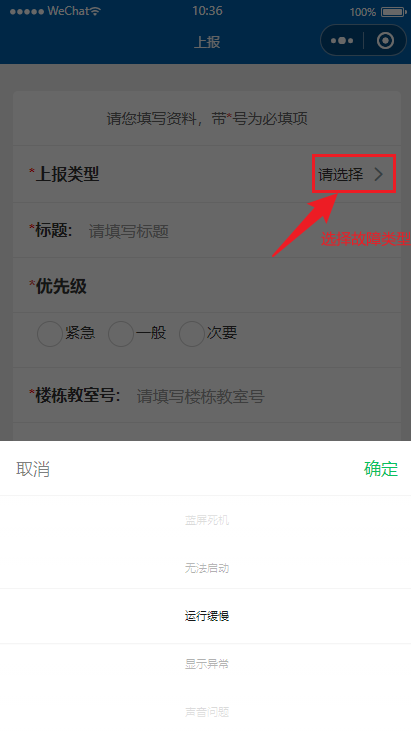 WeChat 10:36 100%
上报
请您填写资料，带*号为必填项
*上报类型 请选择
选择故障类型
*标题： 请填写标题
*优先级
紧急 一般 次要
*楼栋教室号： 请填写楼栋教室号
取消 确定
蓝屏死机
无法启动
运行缓慢
显示异常
声音问题